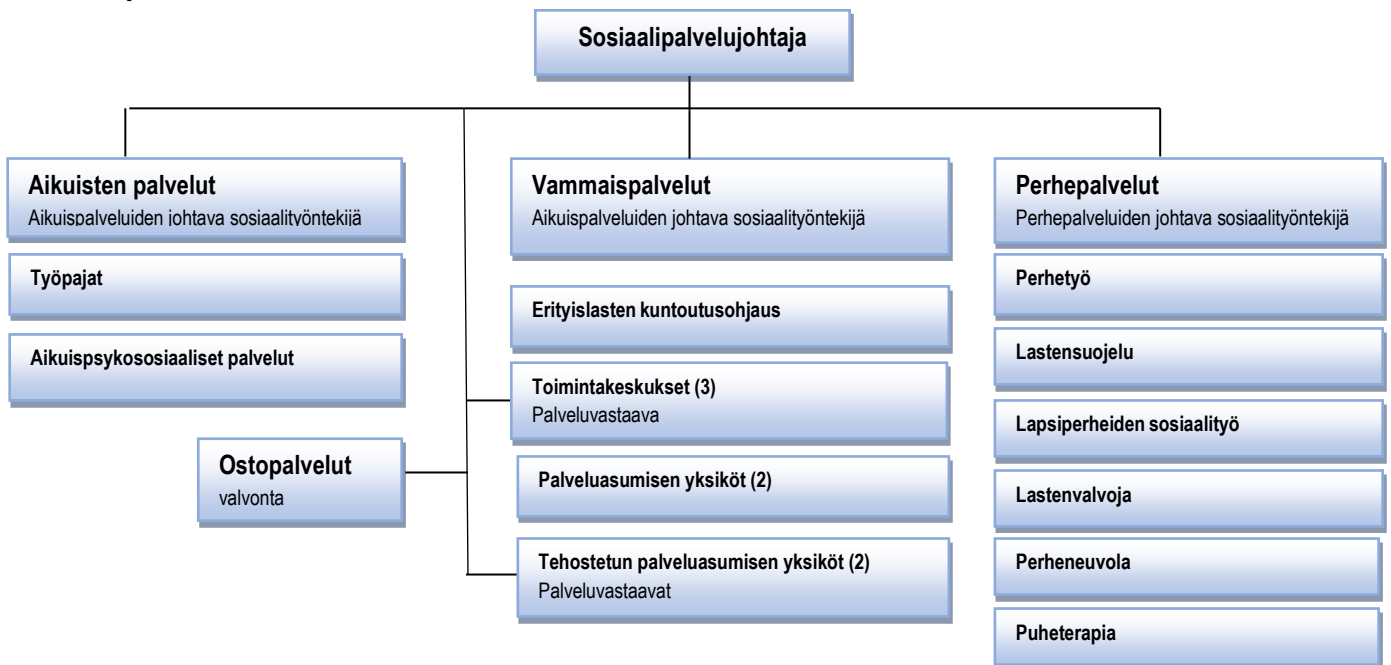 Sosiaalipalvelujohtaja
Aikuisten palvelut
Aikuispalveluiden johtava sosiaalityöntekijä
Työpajat
Aikuispsykososiaaliset palvelut
Ostopalvelut
valvonta
Vammaispalvelut
Aikuispalveluiden johtava sosiaalityöntekijä
Erityislasten kuntoutusohjaus
Toimintakeskukset (3)
Palveluvastaava
Palveluasumisen yksiköt (2)
Tehostetun palveluasumisen yksiköt (2)
Palveluvastaavat
Perhepalvelut
Perhepalveluiden johtava sosiaalityöntekijä
Perhetyö
Lastensuojelu
Lapsiperheiden sosiaalityö
Lastenvalvoja
Perheneuvola
Puheterapia